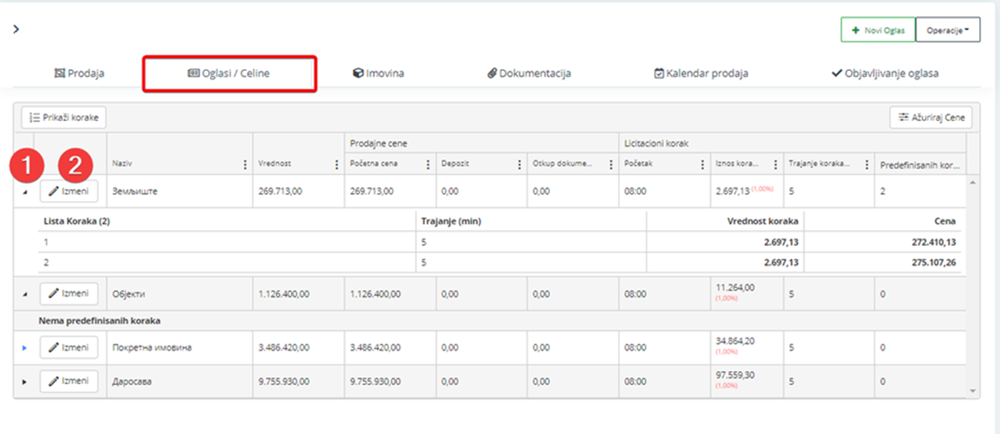 + Novi Oglas Operacije
Prodaja Oglasi / Celine Imovina Dokumentacija Kalendar prodaja Objavljivanje oglasa
Prikaži korake Ažuriraj Cene
Prodajne cene Licitacioni korak
1 2 Naziv Vrednost Početna cena Depozit Otkup dokume... Početak Iznos kora... Trajanje koraka... Predefinisanih kor...
Izmeni Земљиште 269.713,00 269.713,00 0,00 0,00 08:00 2.697,13 (1,00%) 5 2
Lista Koraka (2) Trajanje (min) Vrednost koraka Cena
1 5 2.697,13 272.410,13
2 5 2.697,13 275.107,26
Izmeni Објекти 1.126.400,00 1.126.400,00 0,00 0,00 08:00 11.264,00 (1,00%) 5 0
Nema predefinisanih koraka
Izmeni Покретна имовина 3.486.420,00 3.486.420,00 0,00 0,00 08:00 34.864,20 (1,00%) 5 0
Izmeni Даросава 9.755.930,00 9.755.930,00 0,00 0,00 08:00 97.559,30 (1,00%) 5 0